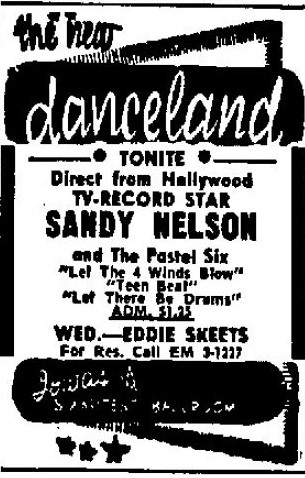 the New
danceland
TONITE
Direct from Hollywood
TV-RECORD STAR
SANDY NELSON
and The Pastel Six
"Let The 4 Winds Blow"
"Teen Beat"
"Let There Be Drums"
ADM. $1.25
WED.—EDDIE SKEETS
For Res. Call EM 3-1227
Iowa's
BALLROOM